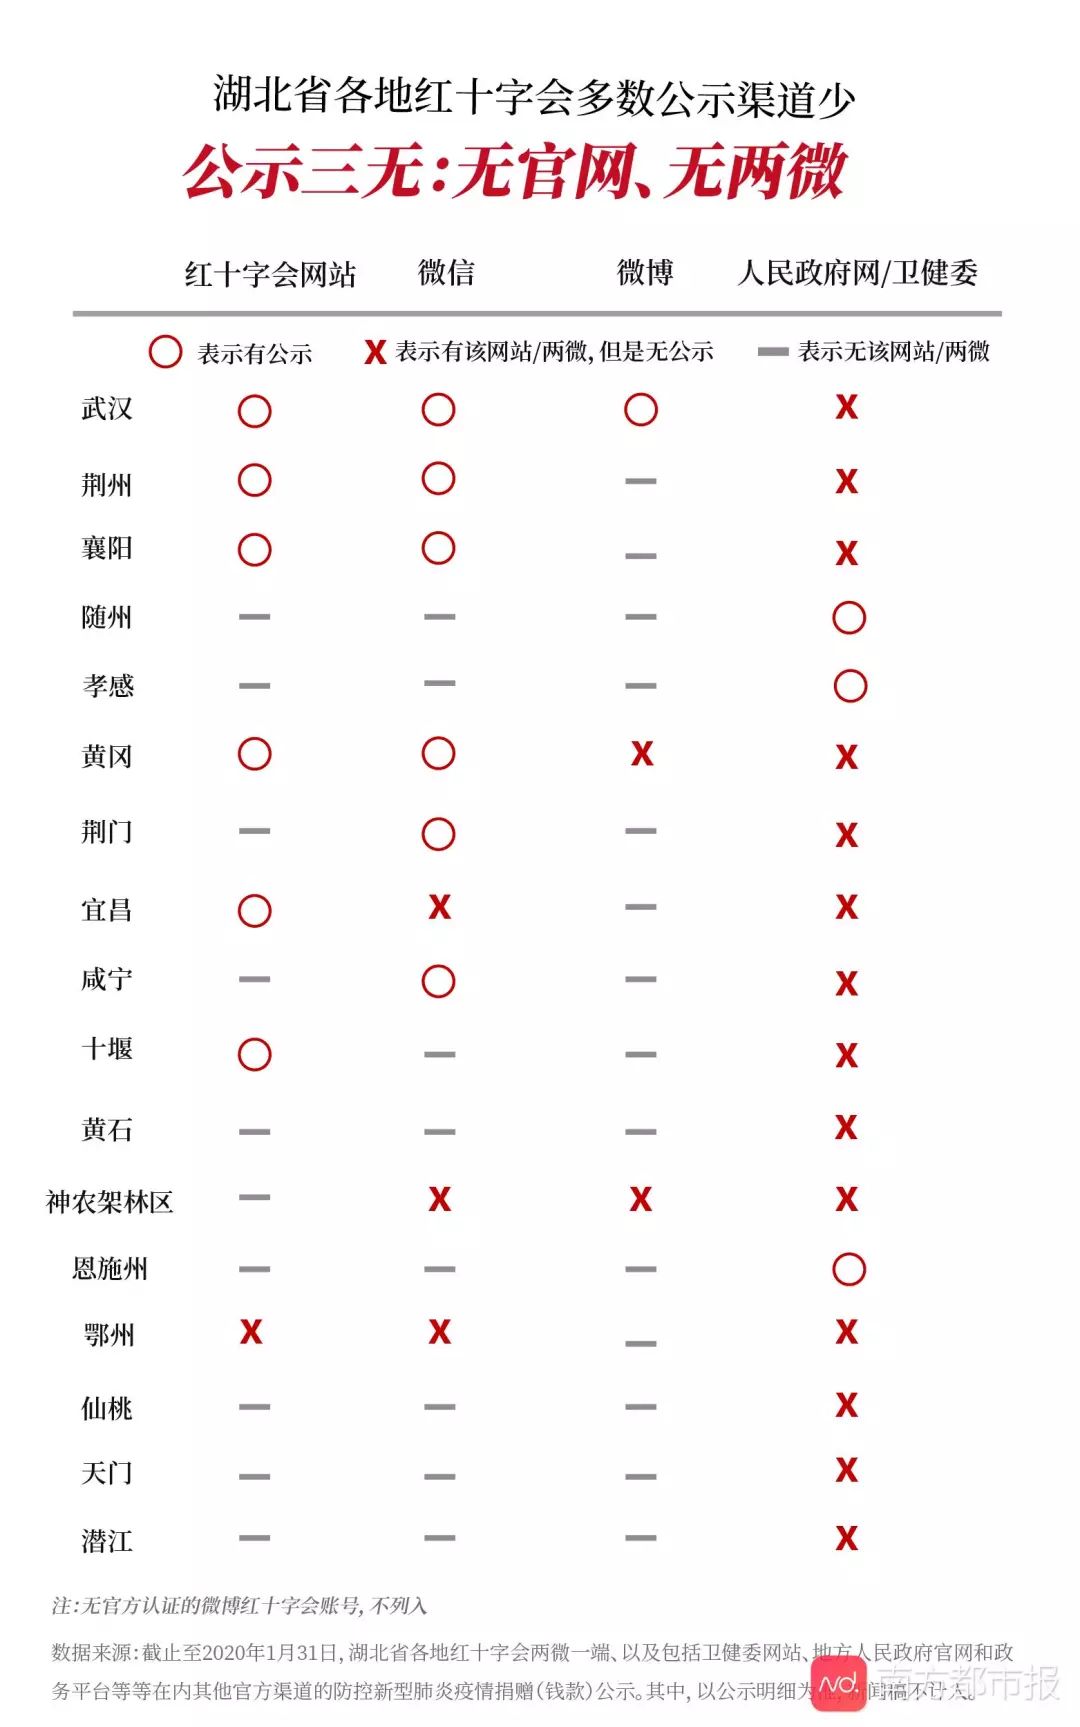 湖北省各地红十字会多数公示渠道少
公示三无：无官网、无两微
红十字会网站 微信 微博 人民政府网/卫健委
○ 表示有公示 X 表示有该网站/两微，但是无公示 — 表示无该网站/两微
武汉 ○ ○ ○ X
荆州 ○ ○ — X
襄阳 ○ ○ — X
随州 — — — ○
孝感 — — — ○
黄冈 ○ ○ X X
荆门 — ○ — X
宜昌 ○ X — X
咸宁 — ○ — X
十堰 ○ — — X
黄石 — — — X
神农架林区 — X X X
恩施州 — — — ○
鄂州 X X — X
仙桃 — — — X
天门 — — — X
潜江 — — — X
注：无官方认证的微博红十字会账号，不列入
数据来源：截止至2020年1月31日，湖北省各地红十字会两微一端、以及包括卫健委网站、地方人民政府官网和政
务平台等等在内其他官方渠道的防控新型肺炎疫情捐赠（钱款）公示。其中，以公示明细为准，新闻稿不计入。
nd. 南方都市报